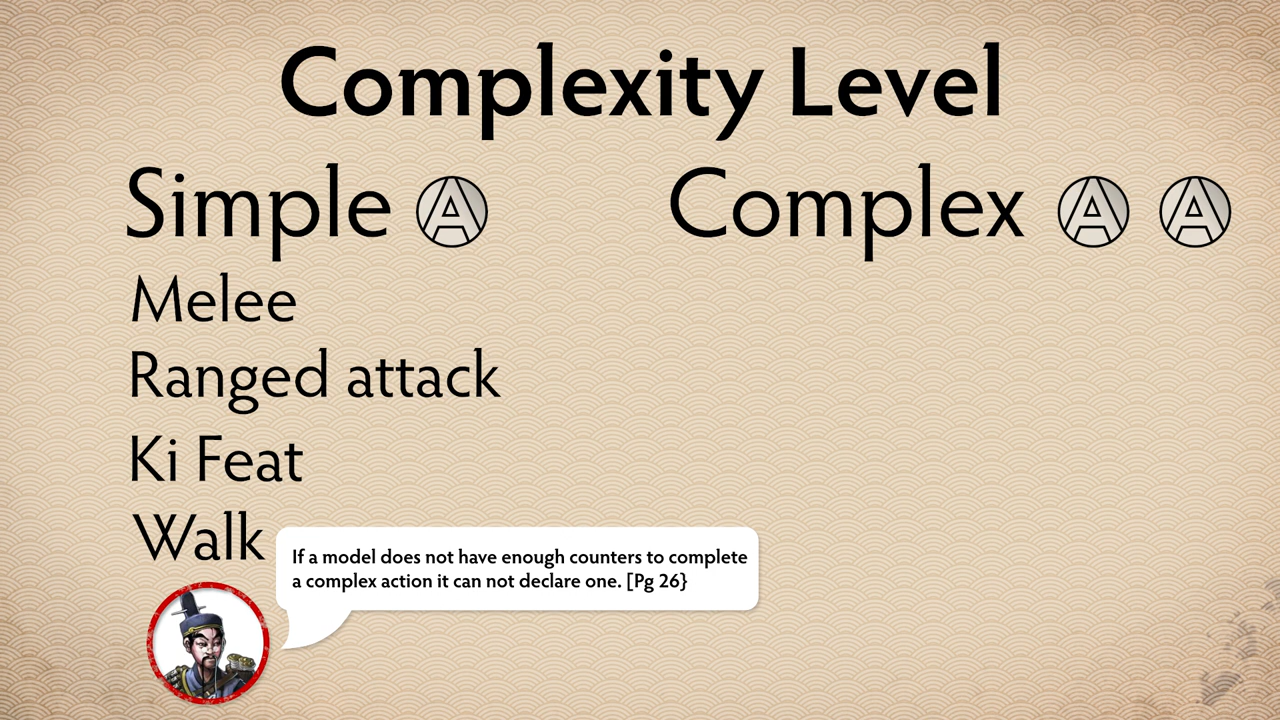 Complexity Level
Simple A
Complex A A
Melee
Ranged attack
Ki Feat
Walk
If a model does not have enough counters to complete
a complex action it can not declare one. [Pg 26}